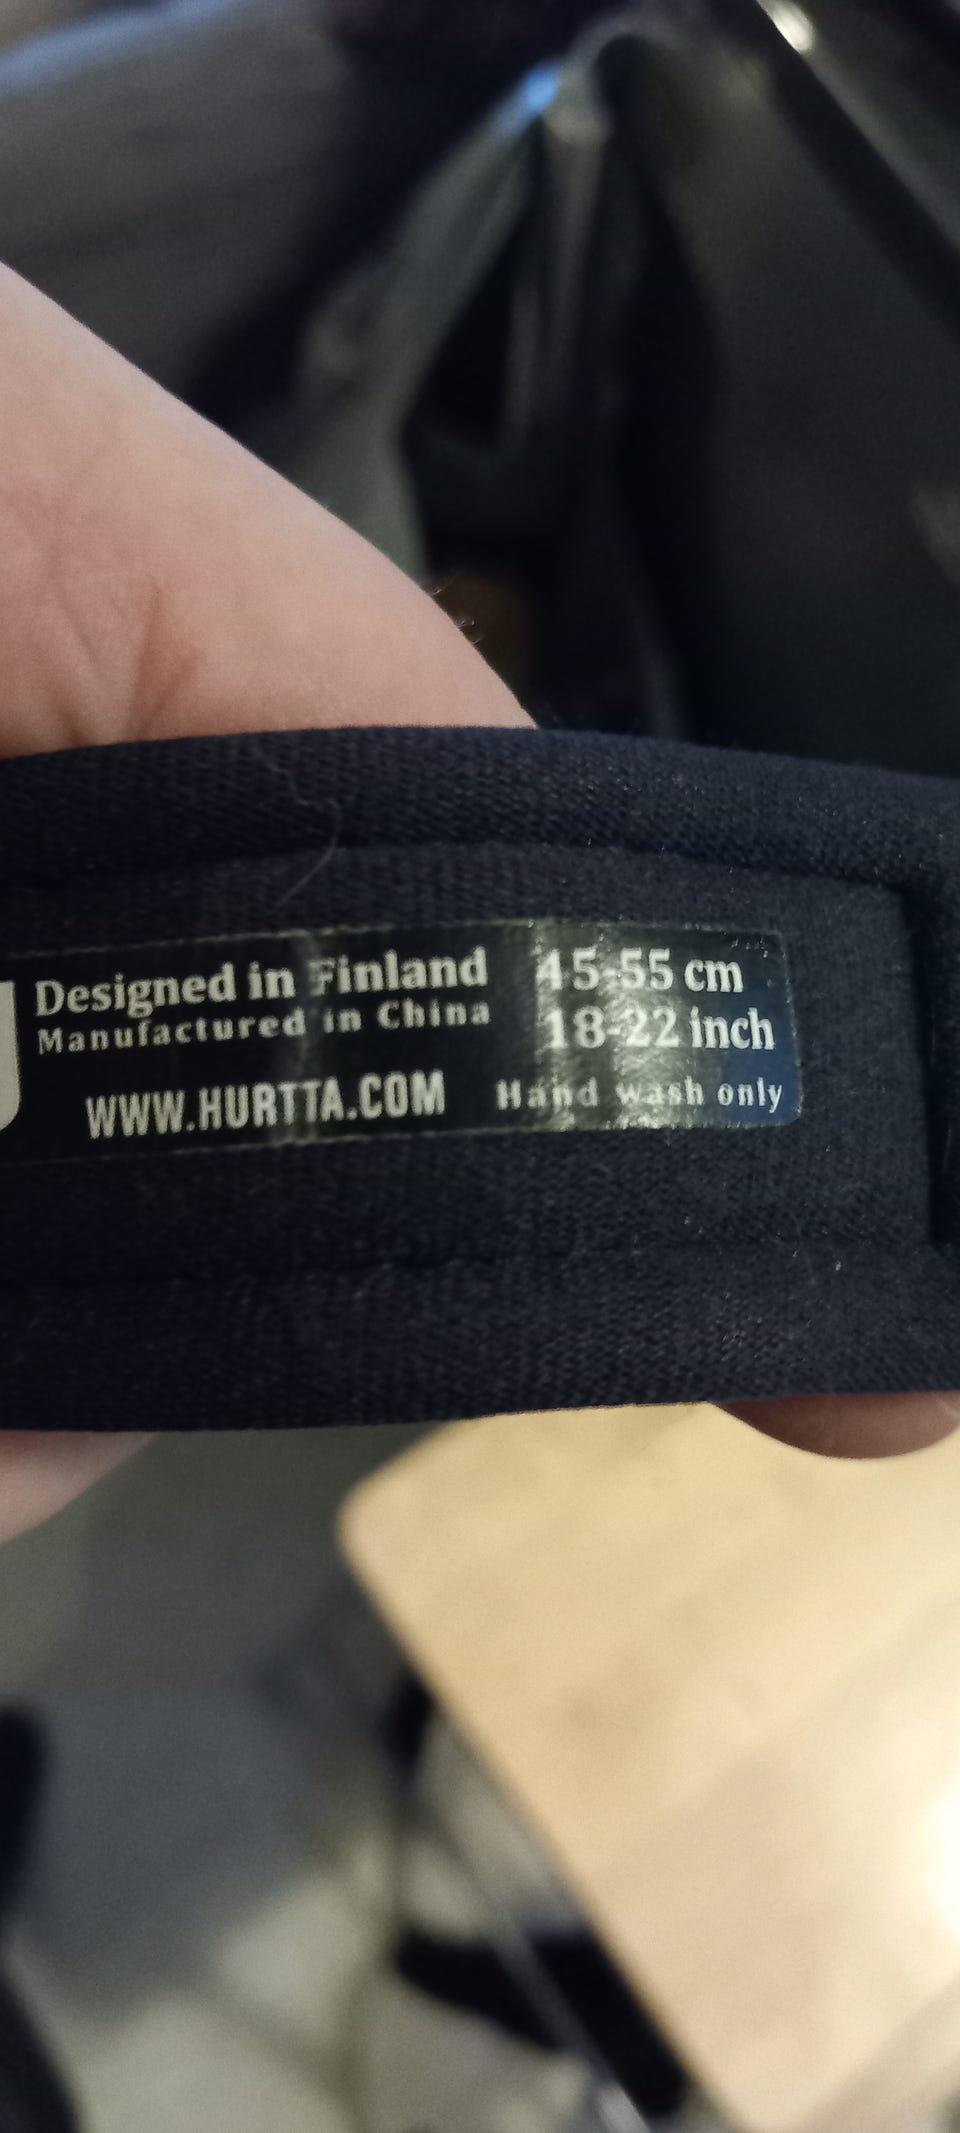 Designed in Finland
Manufactured in China
WWW.HURTTA.COM
45-55 cm
18-22 inch
Hand wash only